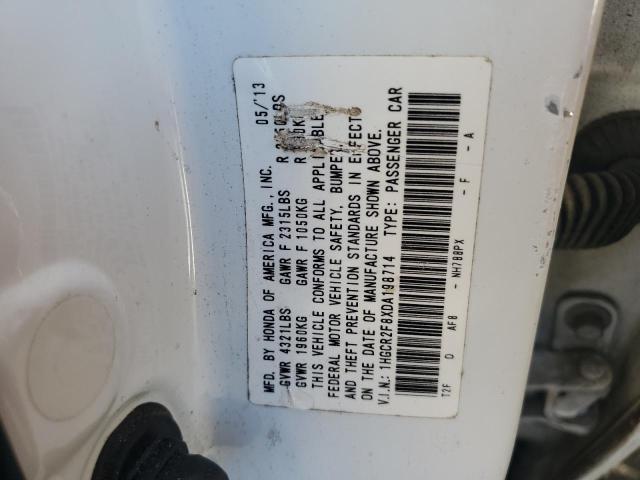 MFD. BY HONDA OF AMERICA MFG., INC. 05/'13
GVWR 4321LBS GAWR F 2315LBS R
GVWR 1960KG GAWR F 1050KG R
THIS VEHICLE CONFORMS TO ALL APPLICABLE
FEDERAL MOTOR VEHICLE SAFETY, BUMPER
AND THEFT PREVENTION STANDARDS IN EFFECT
ON THE DATE OF MANUFACTURE SHOWN ABOVE.
V.I.N.: 1HGCR2F8XDA198714 TYPE: PASSENGER CAR
T2F D AF8 - NH788PX - F - A